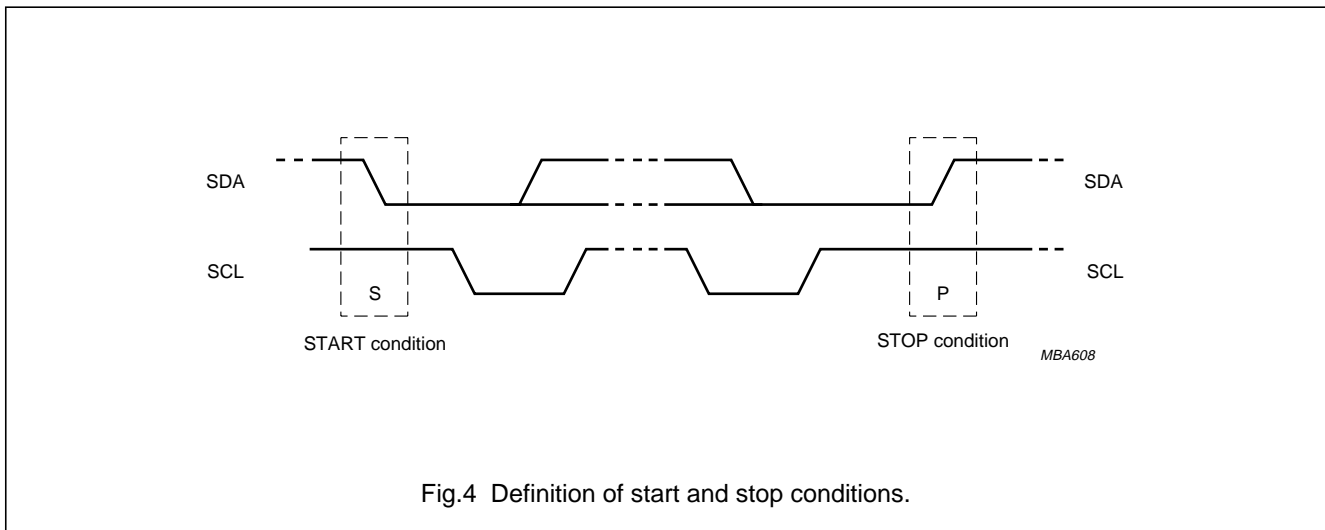 SDA
SDA
SCL
SCL
S
P
START condition
STOP condition
MBA608
Fig.4 Definition of start and stop conditions.